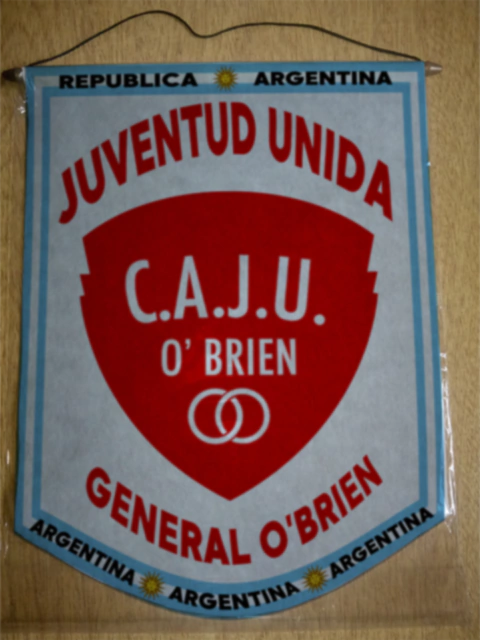 REPUBLICA ARGENTINA
JUVENTUD UNIDA
C.A.J.U.
O' BRIEN
GENERAL O'BRIEN
ARGENTINA ARGENTINA ARGENTINA